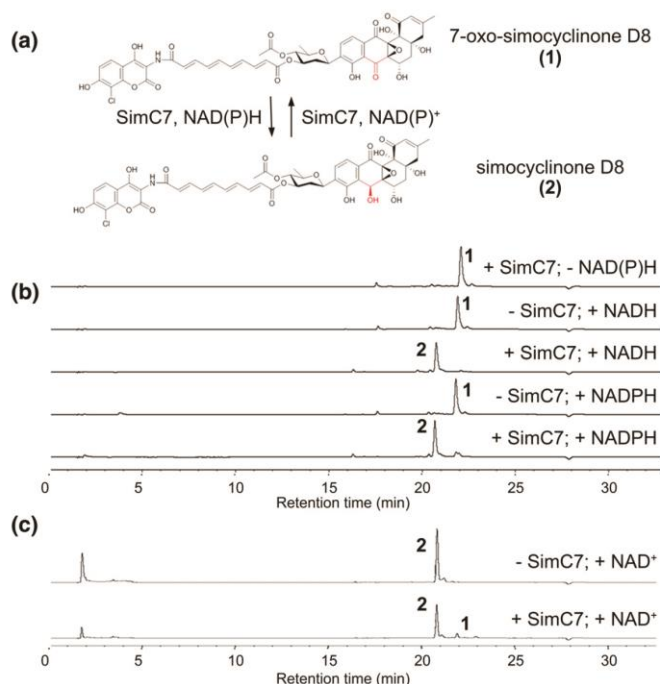 (a)
7-oxo-simocyclinone D8
(1)
SimC7, NAD(P)H
SimC7, NAD(P)⁺
simocyclinone D8
(2)
(b)
1
+ SimC7; - NAD(P)H
1
- SimC7; + NADH
2
+ SimC7; + NADH
1
- SimC7; + NADPH
2
+ SimC7; + NADPH
0 5 10 15 20 25 30
Retention time (min)
(c)
2
- SimC7; + NAD⁺
2
1
+ SimC7; + NAD⁺
0 5 10 15 20 25 30
Retention time (min)